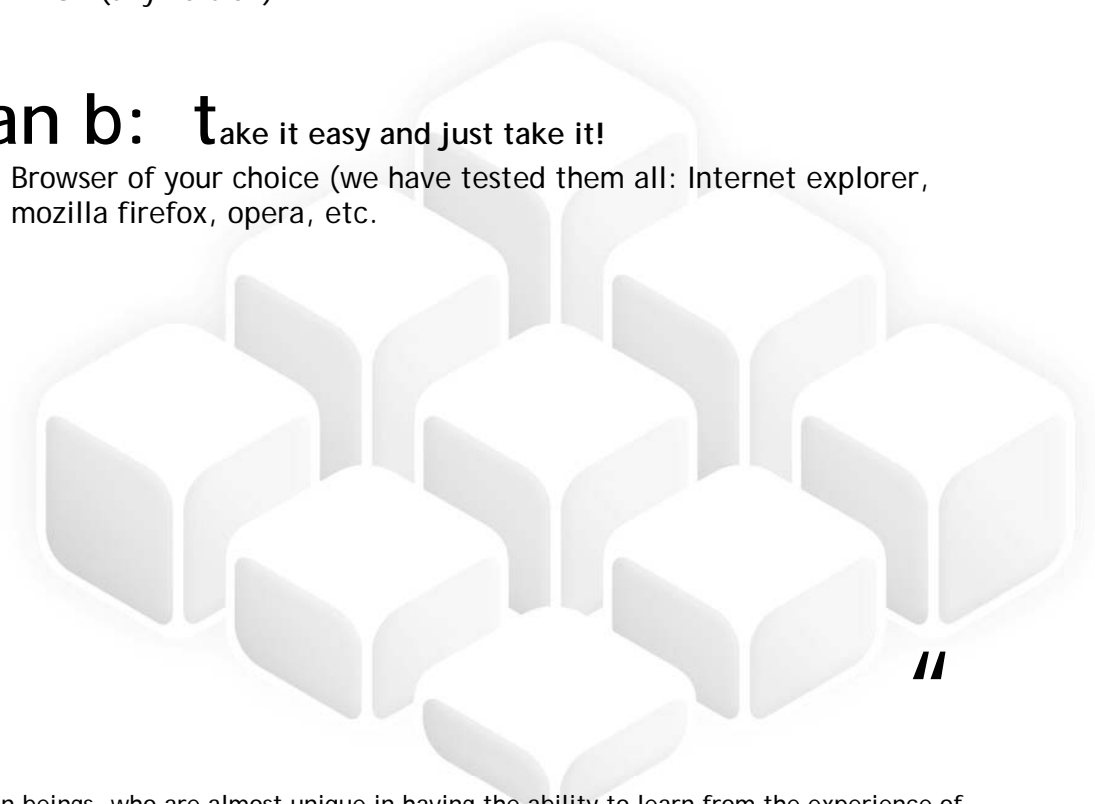 an b: take it easy and just take it!
Browser of your choice (we have tested them all: Internet explorer,
mozilla firefox, opera, etc.
"
n beings, who are almost unique in having the ability to learn from the experience of